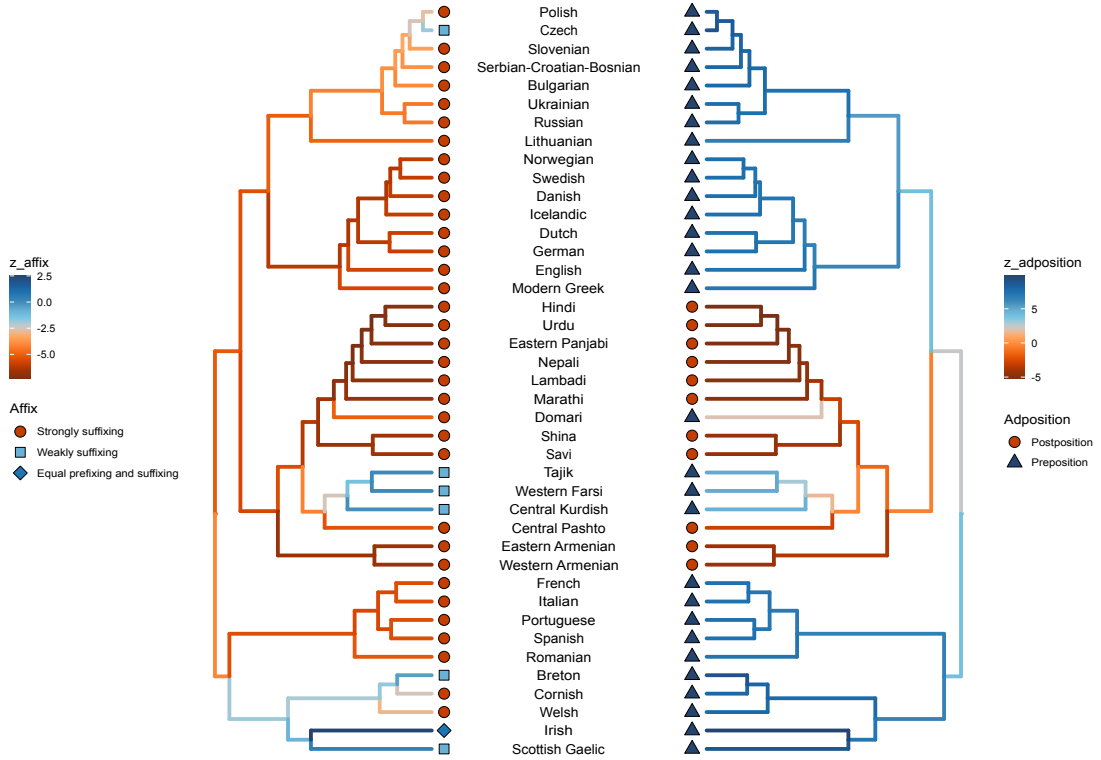 Polish
Czech
Slovenian
Serbian-Croatian-Bosnian
Bulgarian
Ukrainian
Russian
Lithuanian
Norwegian
Swedish
Danish
Icelandic
Dutch
German
English
Modern Greek
Hindi
Urdu
Eastern Panjabi
Nepali
Lambadi
Marathi
Domari
Shina
Savi
Tajik
Western Farsi
Central Kurdish
Central Pashto
Eastern Armenian
Western Armenian
French
Italian
Portuguese
Spanish
Romanian
Breton
Cornish
Welsh
Irish
Scottish Gaelic
z_affix
2.5
0.0
-2.5
-5.0
Affix
Strongly suffixing
Weakly suffixing
Equal prefixing and suffixing
z_adposition
5
0
-5
Adposition
Postposition
Preposition